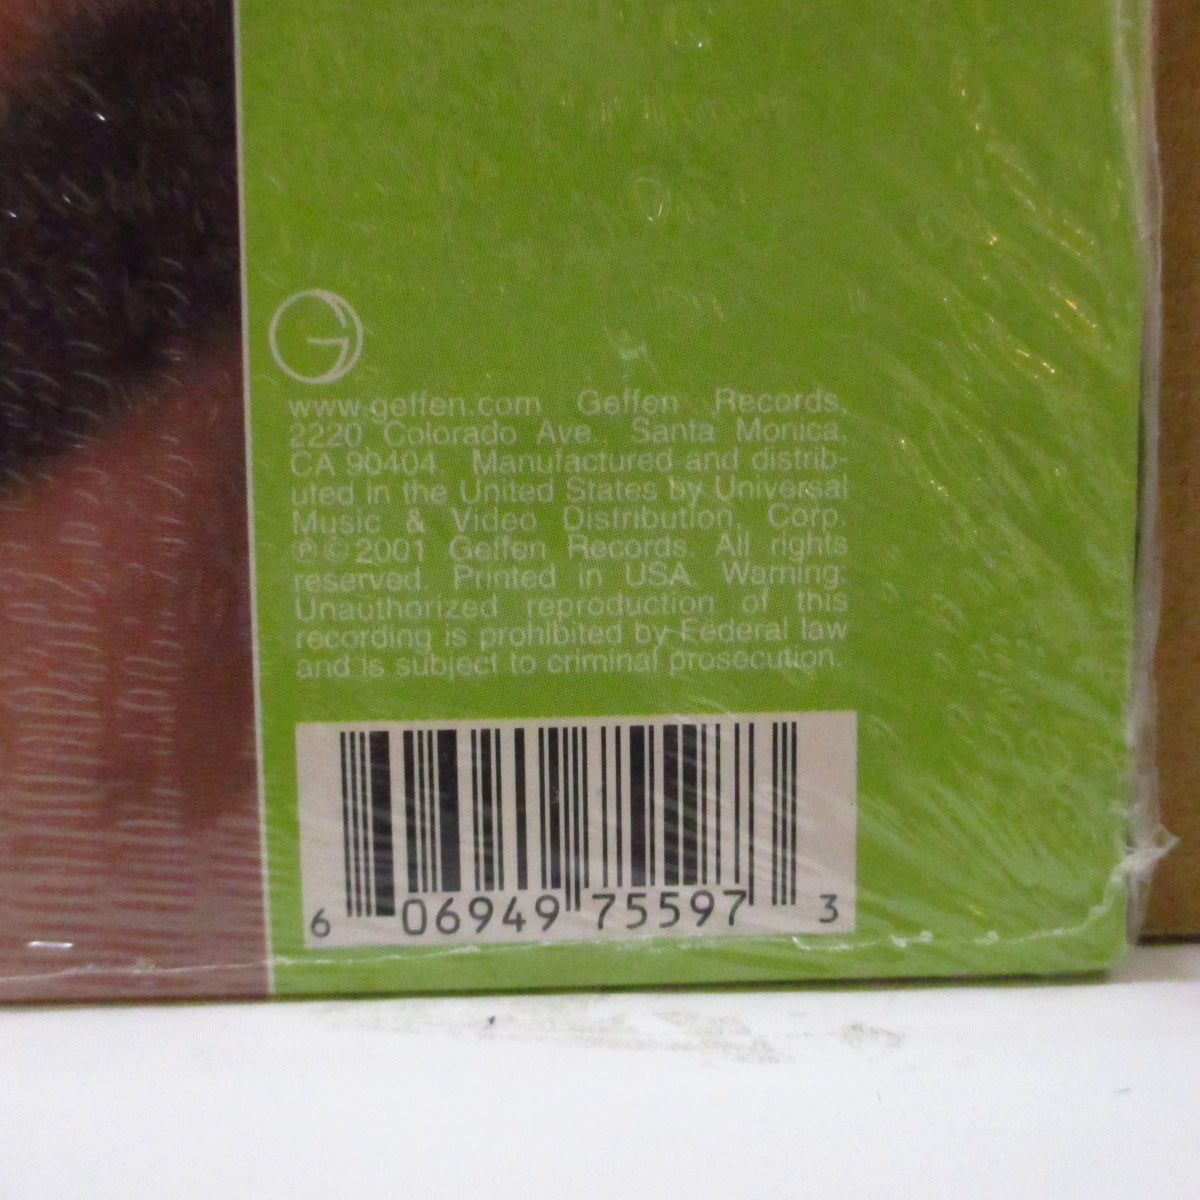 G
www.geffen.com Geffen Records,
2220 Colorado Ave., Santa Monica,
CA 90404. Manufactured and distrib-
uted in the United States by Universal
Music & Video Distribution, Corp.
℗ © 2001 Geffen Records. All rights
reserved. Printed in USA. Warning:
Unauthorized reproduction of this
recording is prohibited by Federal law
and is subject to criminal prosecution.
6 06949 75597 3